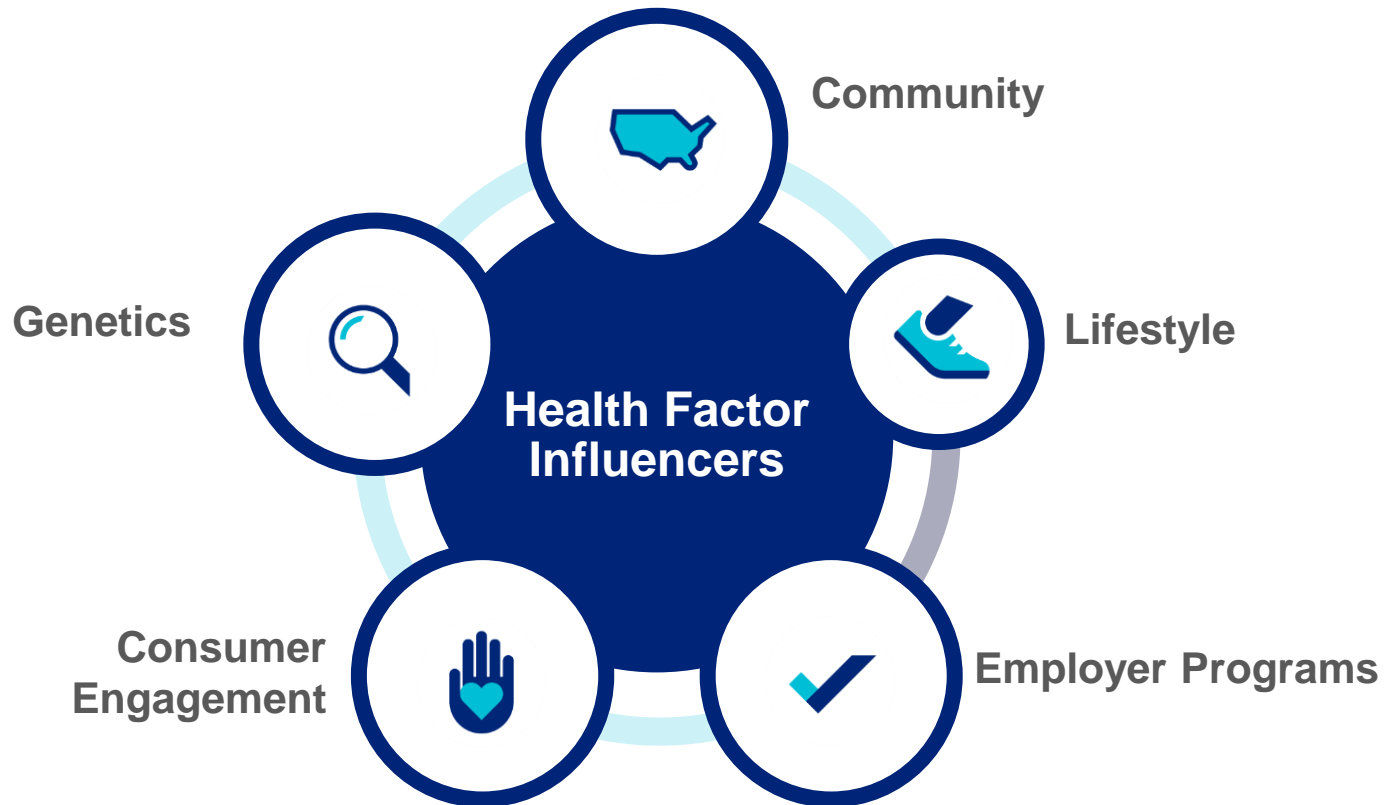 Community
Genetics
Lifestyle
Health Factor
Influencers
Consumer
Engagement
Employer Programs